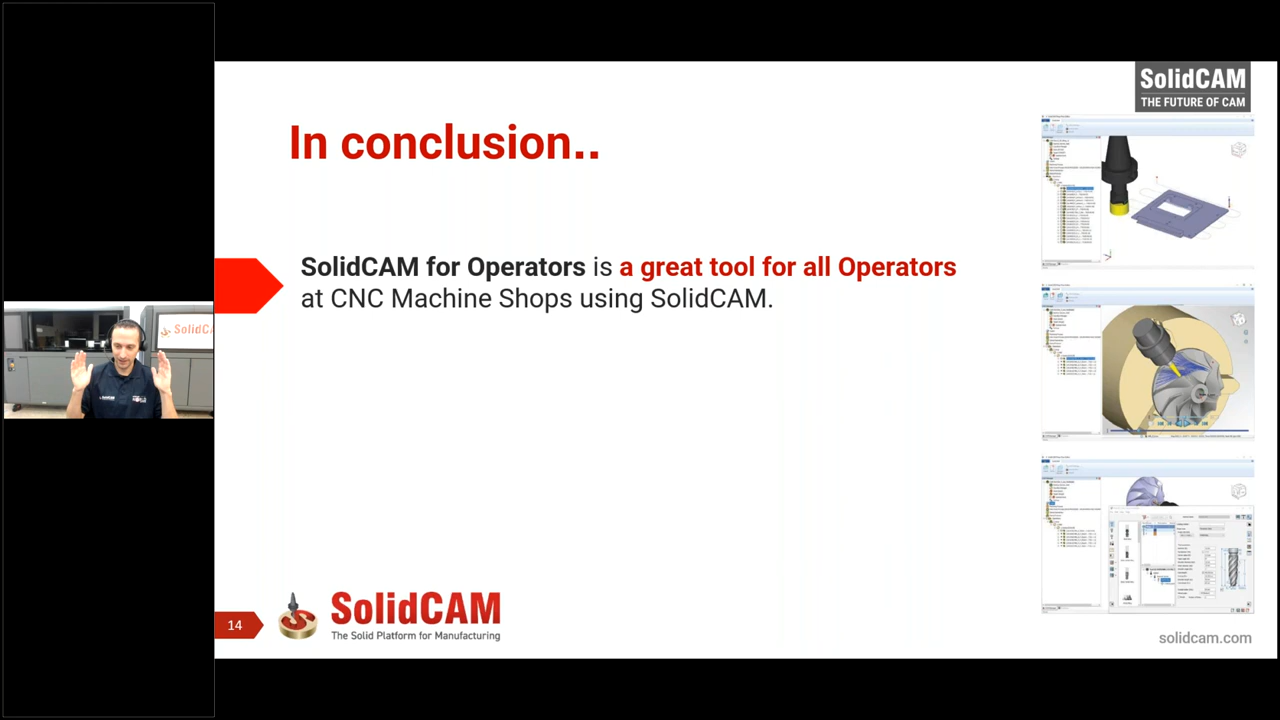 SolidCAM
THE FUTURE OF CAM
In conclusion..
SolidCAM for Operators is a great tool for all Operators
at CNC Machine Shops using SolidCAM.
14
SolidCAM
The Solid Platform for Manufacturing
solidcam.com